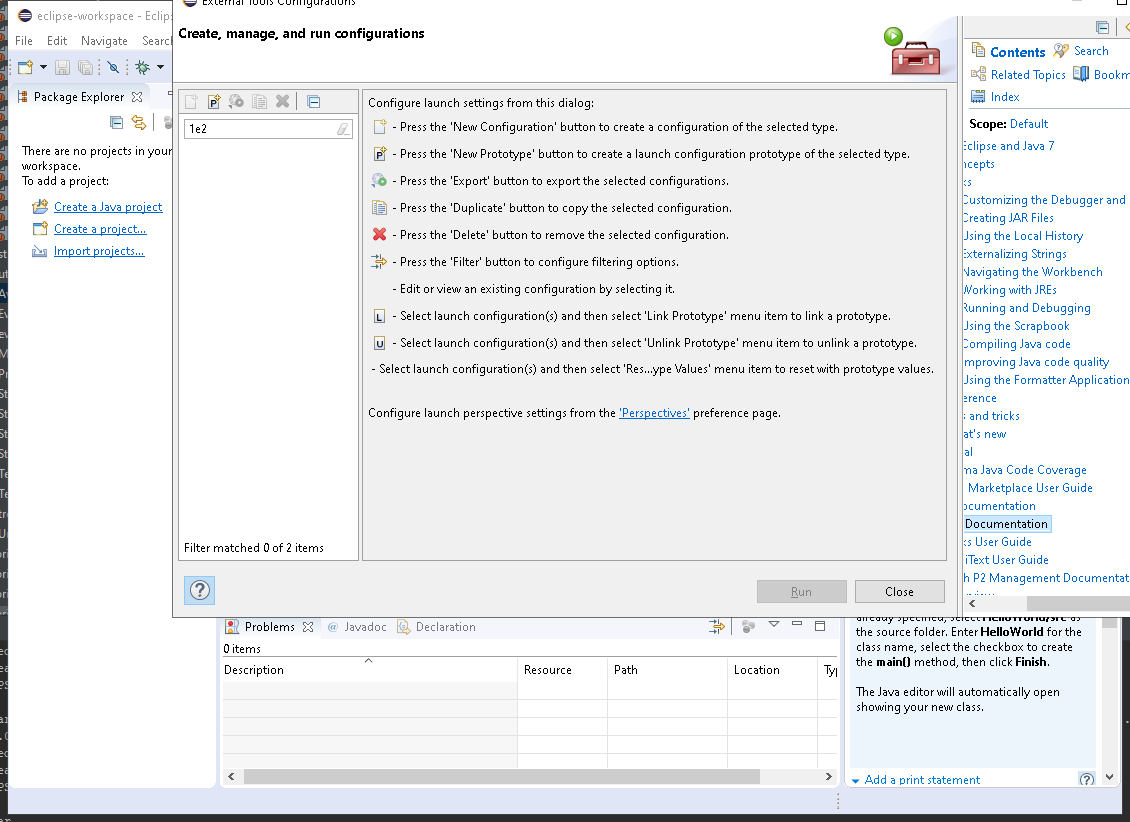 eclipse-workspace - Eclips
External Tools Configurations
File Edit Navigate Search
Create, manage, and run configurations
Package Explorer
There are no projects in your
workspace.
To add a project:
Create a Java project
Create a project...
Import projects...
1e2
Filter matched 0 of 2 items
Configure launch settings from this dialog:
- Press the 'New Configuration' button to create a configuration of the selected type.
- Press the 'New Prototype' button to create a launch configuration prototype of the selected type.
- Press the 'Export' button to export the selected configurations.
- Press the 'Duplicate' button to copy the selected configuration.
- Press the 'Delete' button to remove the selected configuration.
- Press the 'Filter' button to configure filtering options.
- Edit or view an existing configuration by selecting it.
L - Select launch configuration(s) and then select 'Link Prototype' menu item to link a prototype.
U - Select launch configuration(s) and then select 'Unlink Prototype' menu item to unlink a prototype.
- Select launch configuration(s) and then select 'Res...ype Values' menu item to reset with prototype values.
Configure launch perspective settings from the 'Perspectives' preference page.
Run Close
Contents Search
Related Topics Bookm
Index
Scope: Default
Eclipse and Java 7
ncepts
ks
Customizing the Debugger and
Creating JAR Files
Using the Local History
Externalizing Strings
Navigating the Workbench
Working with JREs
Running and Debugging
Using the Scrapbook
Compiling Java code
mproving Java code quality
Using the Formatter Application
erence
s and tricks
at's new
al
ma Java Code Coverage
Marketplace User Guide
ocumentation
Documentation
ks User Guide
iText User Guide
h P2 Management Documentat
Problems @ Javadoc Declaration
0 items
Description Resource Path Location Typ
already specified, select HelloWorld/src as
the source folder. Enter HelloWorld for the
class name, select the checkbox to create
the main() method, then click Finish.
The Java editor will automatically open
showing your new class.
Add a print statement